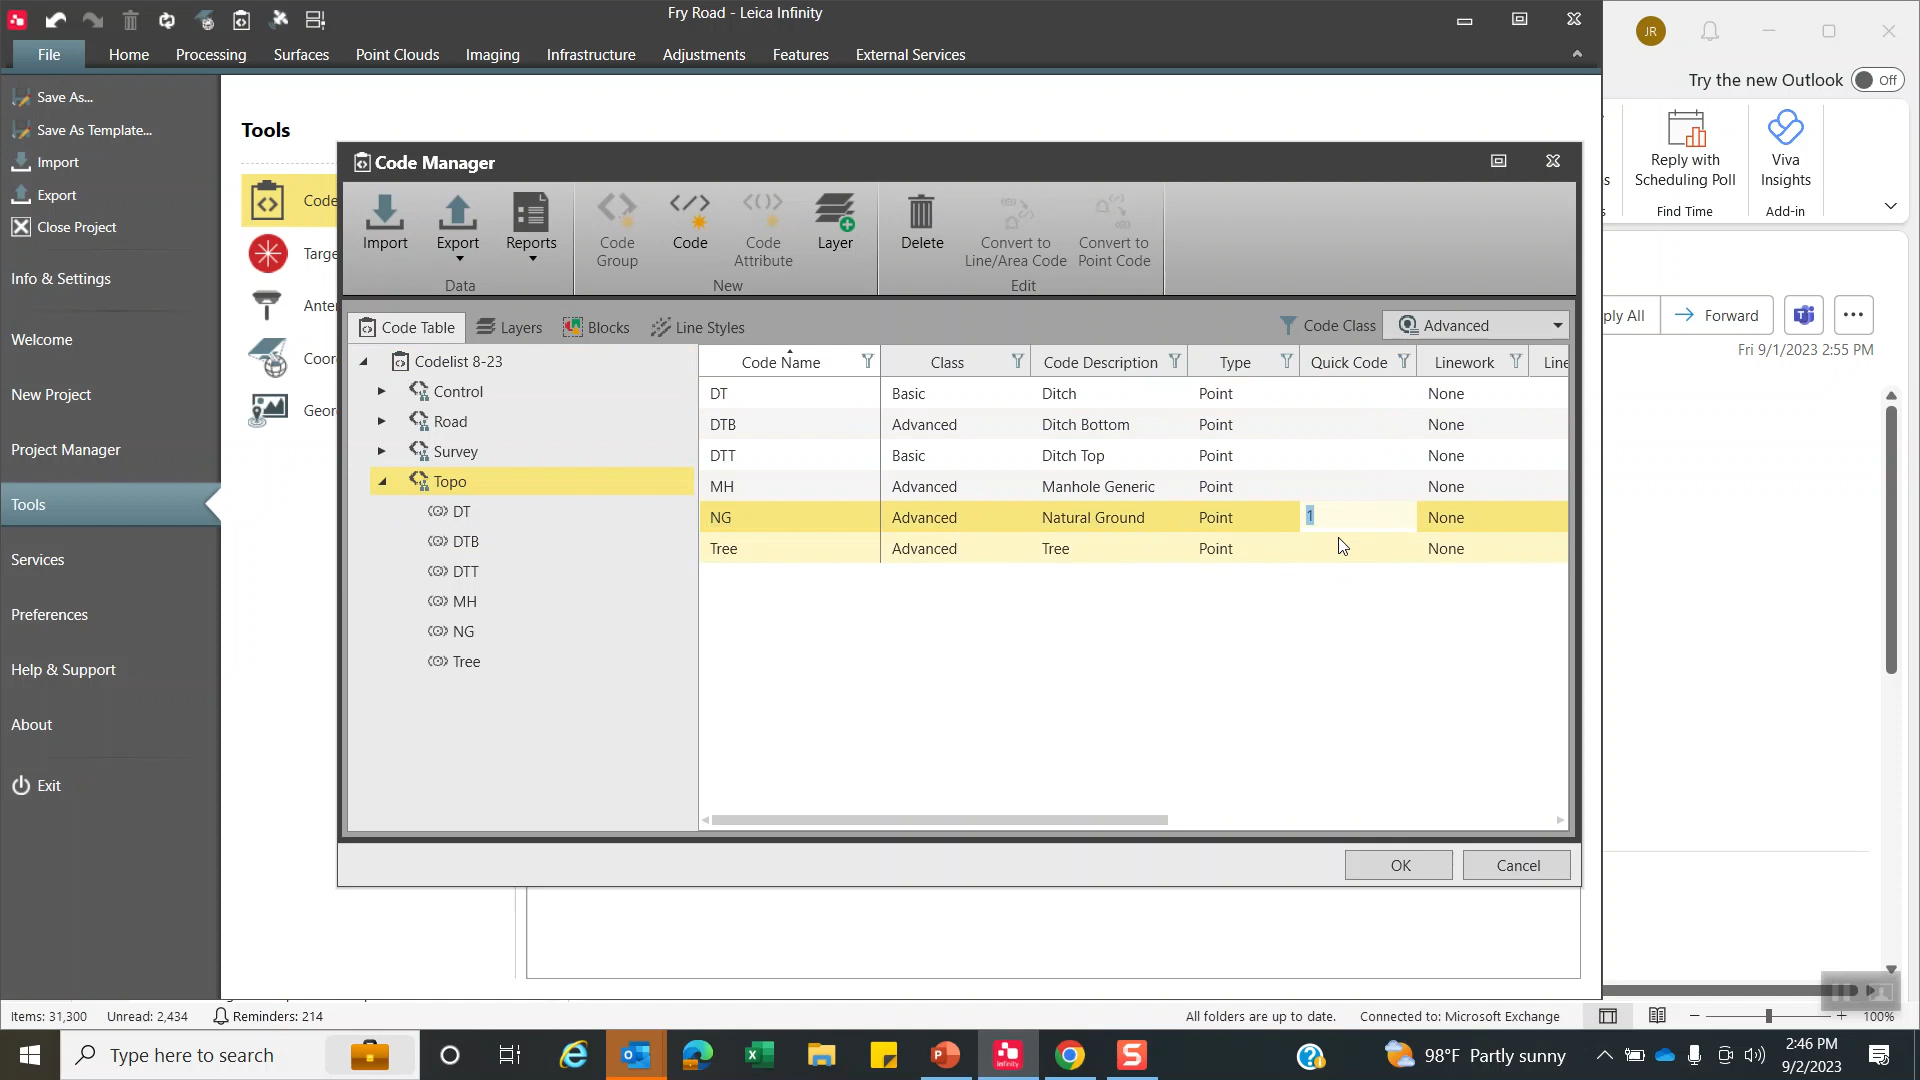 Fry Road - Leica Infinity
File
Home
Processing
Surfaces
Point Clouds
Imaging
Infrastructure
Adjustments
Features
External Services
JR
Try the new Outlook
Off
Save As...
Save As Template...
Import
Export
Close Project
Info & Settings
Welcome
New Project
Project Manager
Tools
Services
Preferences
Help & Support
About
Exit
Tools
Code
Targe
Anter
Coor
Geor
Code Manager
Import
Export
Reports
Data
Code Group
Code
Code Attribute
Layer
New
Delete
Convert to Line/Area Code
Convert to Point Code
Edit
Code Table
Layers
Blocks
Line Styles
Code Class
Advanced
Codelist 8-23
Control
Road
Survey
Topo
DT
DTB
DTT
MH
NG
Tree
Code Name Class Code Description Type Quick Code Linework Line
DT Basic Ditch Point None
DTB Advanced Ditch Bottom Point None
DTT Basic Ditch Top Point None
MH Advanced Manhole Generic Point None
NG Advanced Natural Ground Point 1 None
Tree Advanced Tree Point None
OK
Cancel
s
s
Reply with Scheduling Poll
Find Time
Viva Insights
Add-in
ply All
Forward
Fri 9/1/2023 2:55 PM
Items: 31,300
Unread: 2,434
Reminders: 214
All folders are up to date.
Connected to: Microsoft Exchange
100%
Type here to search
98°F Partly sunny
2:46 PM
9/2/2023